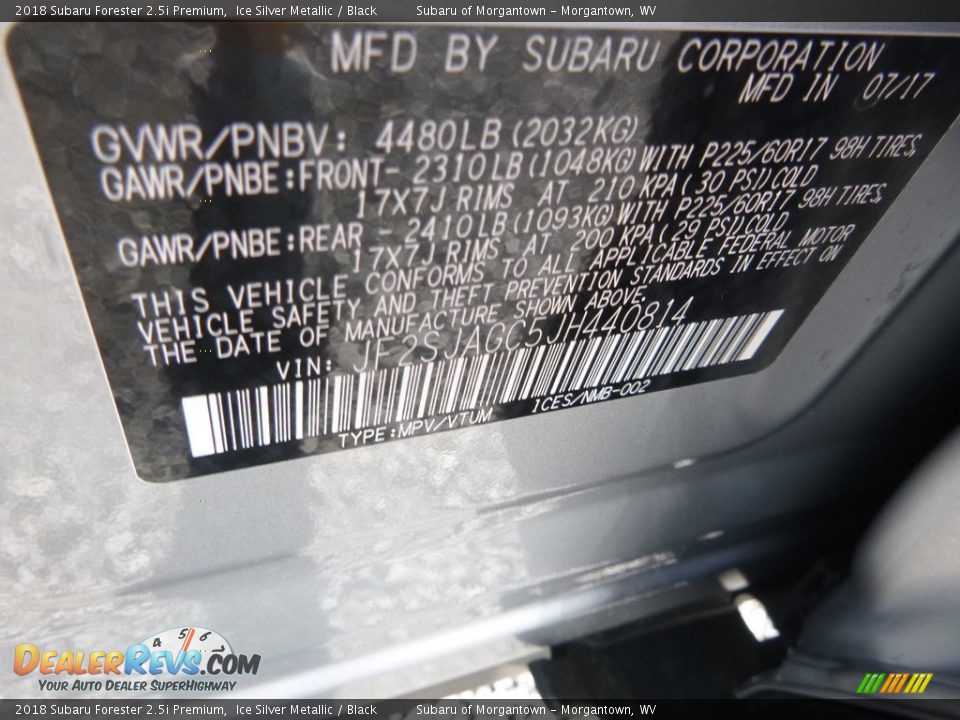 2018 Subaru Forester 2.5i Premium, Ice Silver Metallic / Black Subaru of Morgantown - Morgantown, WV
MFD BY SUBARU CORPORATION
MFD IN 07/17
GVWR/PNBV: 4480LB (2032KG)
GAWR/PNBE:FRONT- 2310LB(1048KG)WITH P225/60R17 98H TIRES,
17X7J RIMS AT 210 KPA( 30 PSI)COLD
GAWR/PNBE:REAR - 2410LB(1093KG)WITH P225/60R17 98H TIRES,
17X7J RIMS AT 200 KPA( 29 PSI)COLD
THIS VEHICLE CONFORMS TO ALL APPLICABLE FEDERAL MOTOR
VEHICLE SAFETY AND THEFT PREVENTION STANDARDS IN EFFECT ON
THE DATE OF MANUFACTURE SHOWN ABOVE.
VIN: JF2SJAGC5JH440814
TYPE:MPV/VTUM ICES/NMB-002
4 5 6
DEALERREVS.COM
YOUR AUTO DEALER SUPERHIGHWAY
2018 Subaru Forester 2.5i Premium, Ice Silver Metallic / Black Subaru of Morgantown - Morgantown, WV